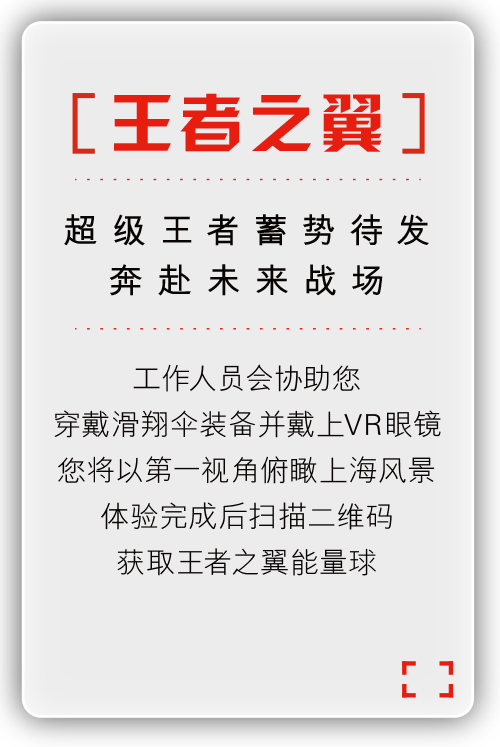 [王者之翼]
超级王者蓄势待发
奔赴未来战场
工作人员会协助您
穿戴滑翔伞装备并戴上VR眼镜
您将以第一视角俯瞰上海风景
体验完成后扫描二维码
获取王者之翼能量球